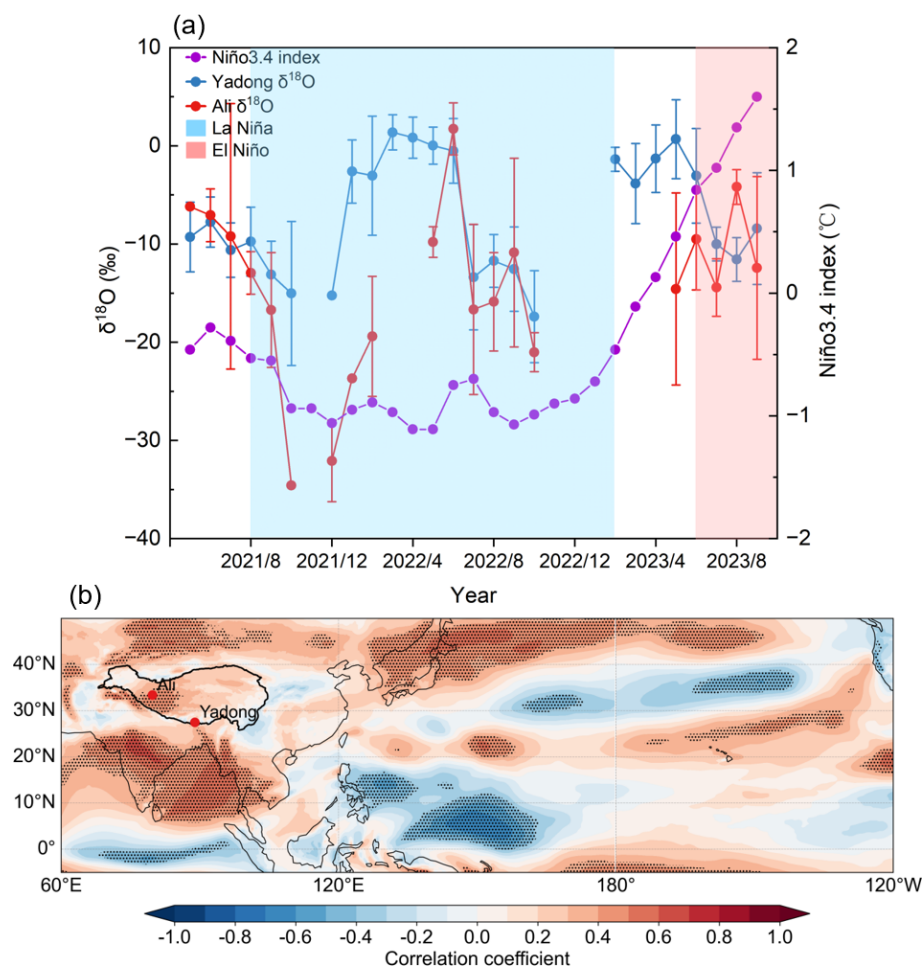 (a)
10
0
−10
−20
−30
−40
δ¹⁸O (‰)
Niño3.4 index
Yadong δ¹⁸O
Ali δ¹⁸O
La Niña
El Niño
2
1
0
−1
−2
Niño3.4 index (℃)
2021/8 2021/12 2022/4 2022/8 2022/12 2023/4 2023/8
Year
(b)
40°N
30°N
20°N
10°N
0°
Ali
Yadong
60°E 120°E 180° 120°W
-1.0 -0.8 -0.6 -0.4 -0.2 0.0 0.2 0.4 0.6 0.8 1.0
Correlation coefficient